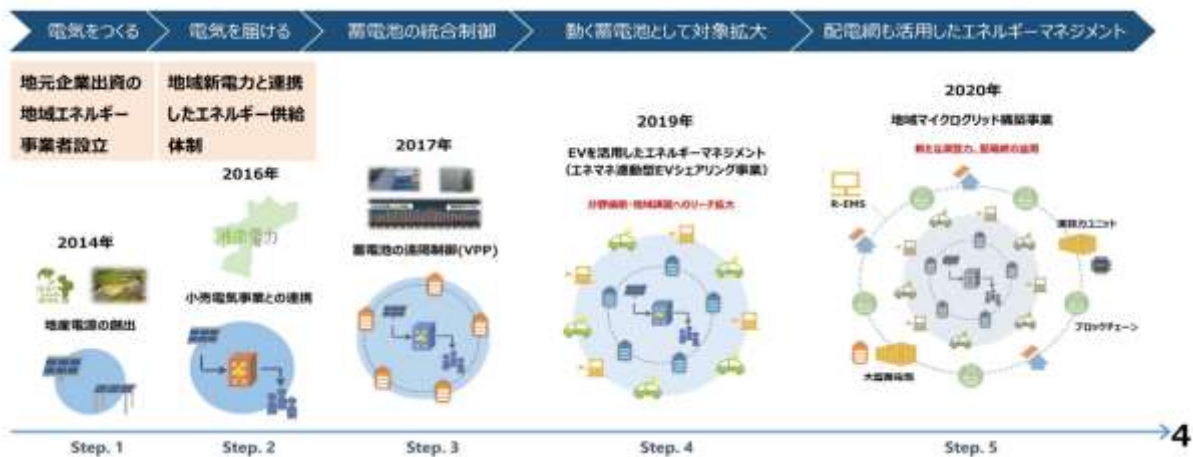 電気をつくる
電気を届ける
蓄電池の統合制御
動く蓄電池として対象拡大
配電網も活用したエネルギーマネジメント
地元企業出資の
地域エネルギー
事業者設立
地域新電力と連携
したエネルギー供給
体制
2014年
地産電源の創出
2016年
湘南電力
小売電気事業との連携
2017年
蓄電池の遠隔制御(VPP)
2019年
EVを活用したエネルギーマネジメント
(エネマネ連動型EVシェアリング事業)
2020年
地域マイクログリッド構築事業
R-EMS
調整力ユニット
ブロックチェーン
大型蓄電池
Step. 1
Step. 2
Step. 3
Step. 4
Step. 5
4